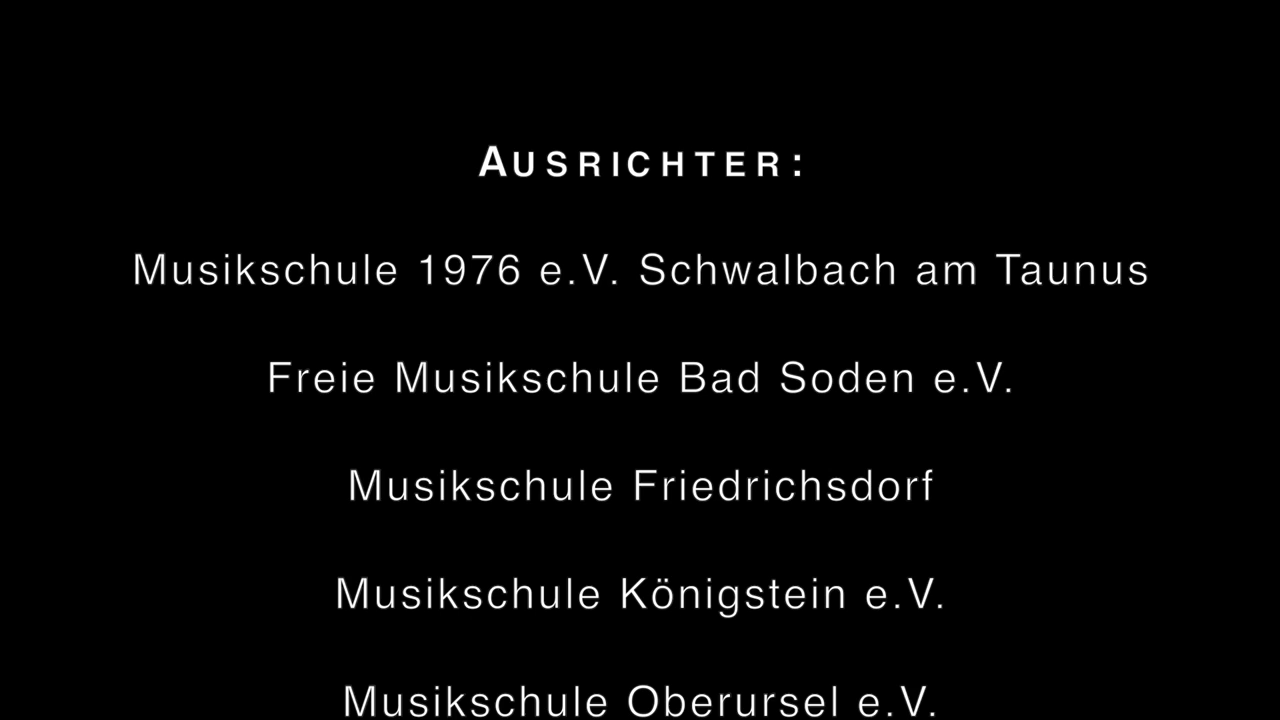 AUSRICHTER:
Musikschule 1976 e.V. Schwalbach am Taunus
Freie Musikschule Bad Soden e.V.
Musikschule Friedrichsdorf
Musikschule Königstein e.V.
Musikschule Oberursel e.V.